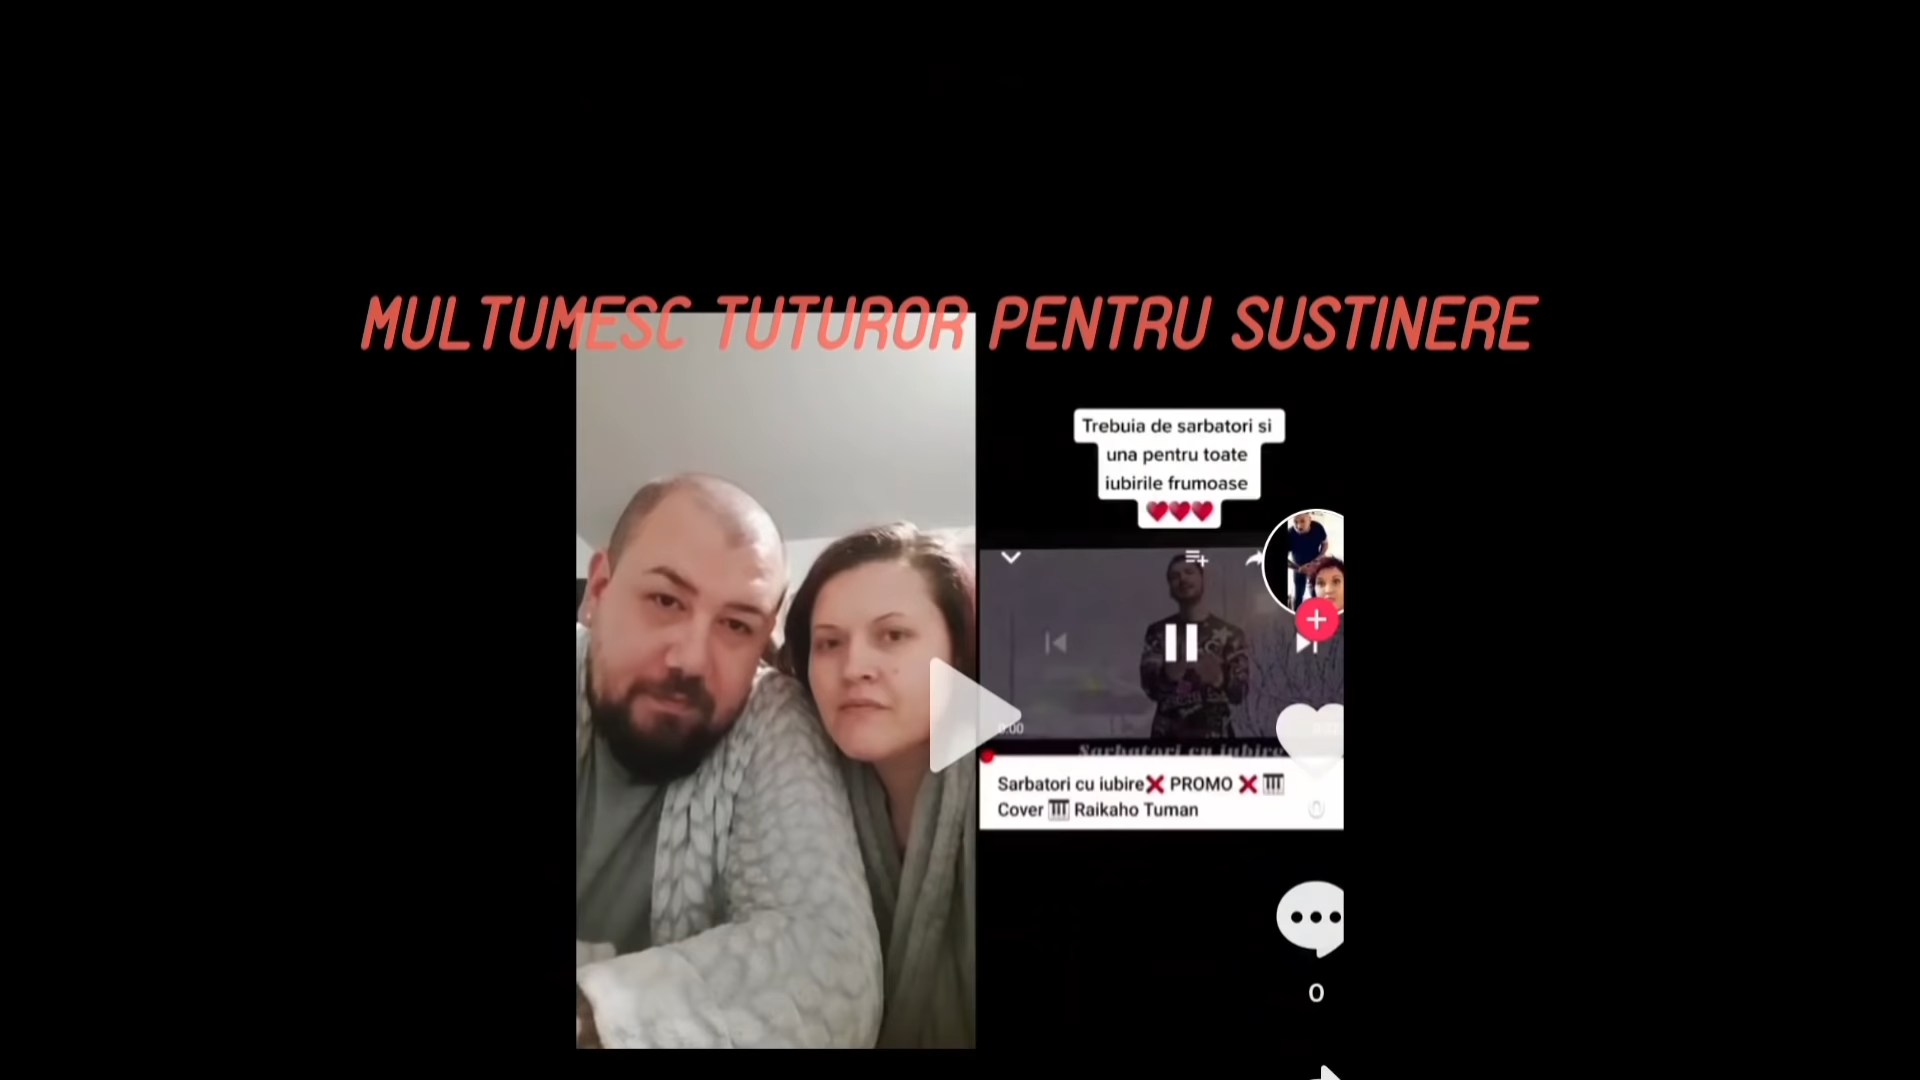 MULTUMESC TUTUROR PENTRU SUSTINERE
Trebuia de sarbatori si
una pentru toate
iubirile frumoase
0:00
Sarbatori cu iubire
Sarbatori cu iubire❌ PROMO ❌ 🎹
Cover 🎹 Raikaho Tuman
0